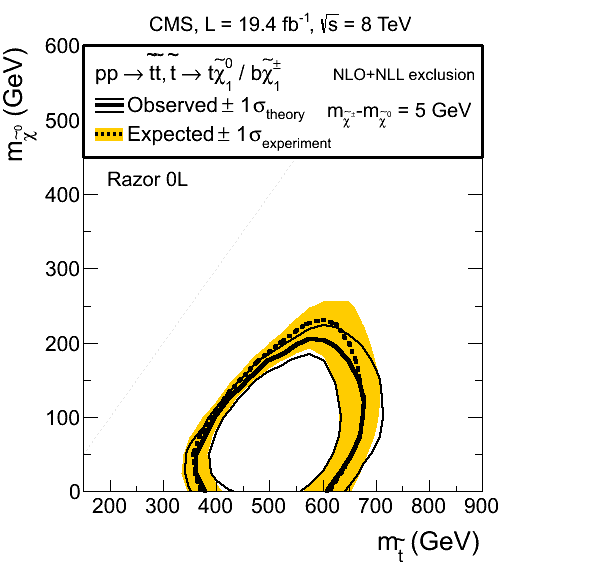 CMS, L = 19.4 fb⁻¹, √s = 8 TeV
pp → t̃t̃, t̃ → tχ̃⁰₁ / bχ̃±₁
NLO+NLL exclusion
Observed ± 1σ_theory
m_χ̃± - m_χ̃⁰ = 5 GeV
Expected ± 1σ_experiment
Razor 0L
m_χ̃⁰ (GeV)
600
500
400
300
200
100
0
200 300 400 500 600 700 800 900
m_t̃ (GeV)